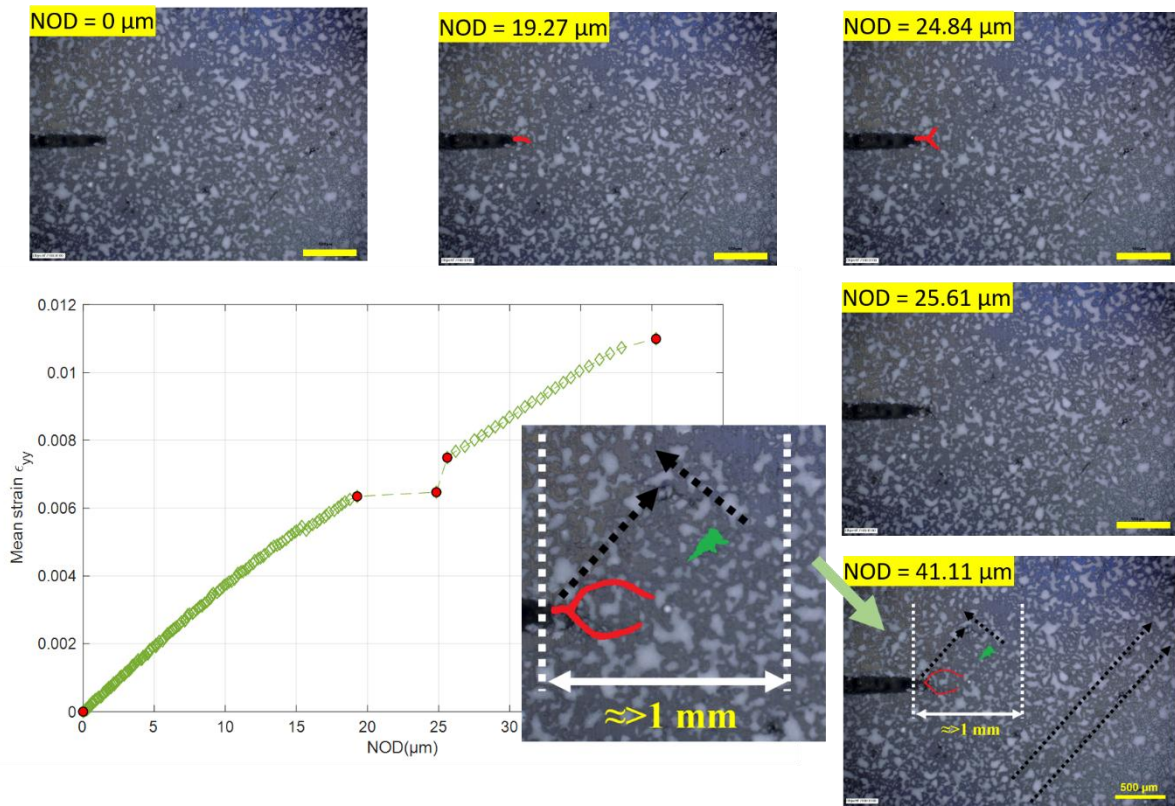 NOD = 0 µm
NOD = 19.27 µm
NOD = 24.84 µm
NOD = 25.61 µm
NOD = 41.11 µm
0.012
0.01
0.008
0.006
0.004
0.002
0
Mean strain ϵyy
0 5 10 15 20 25 30
NOD(µm)
≈>1 mm
≈>1 mm
500 µm